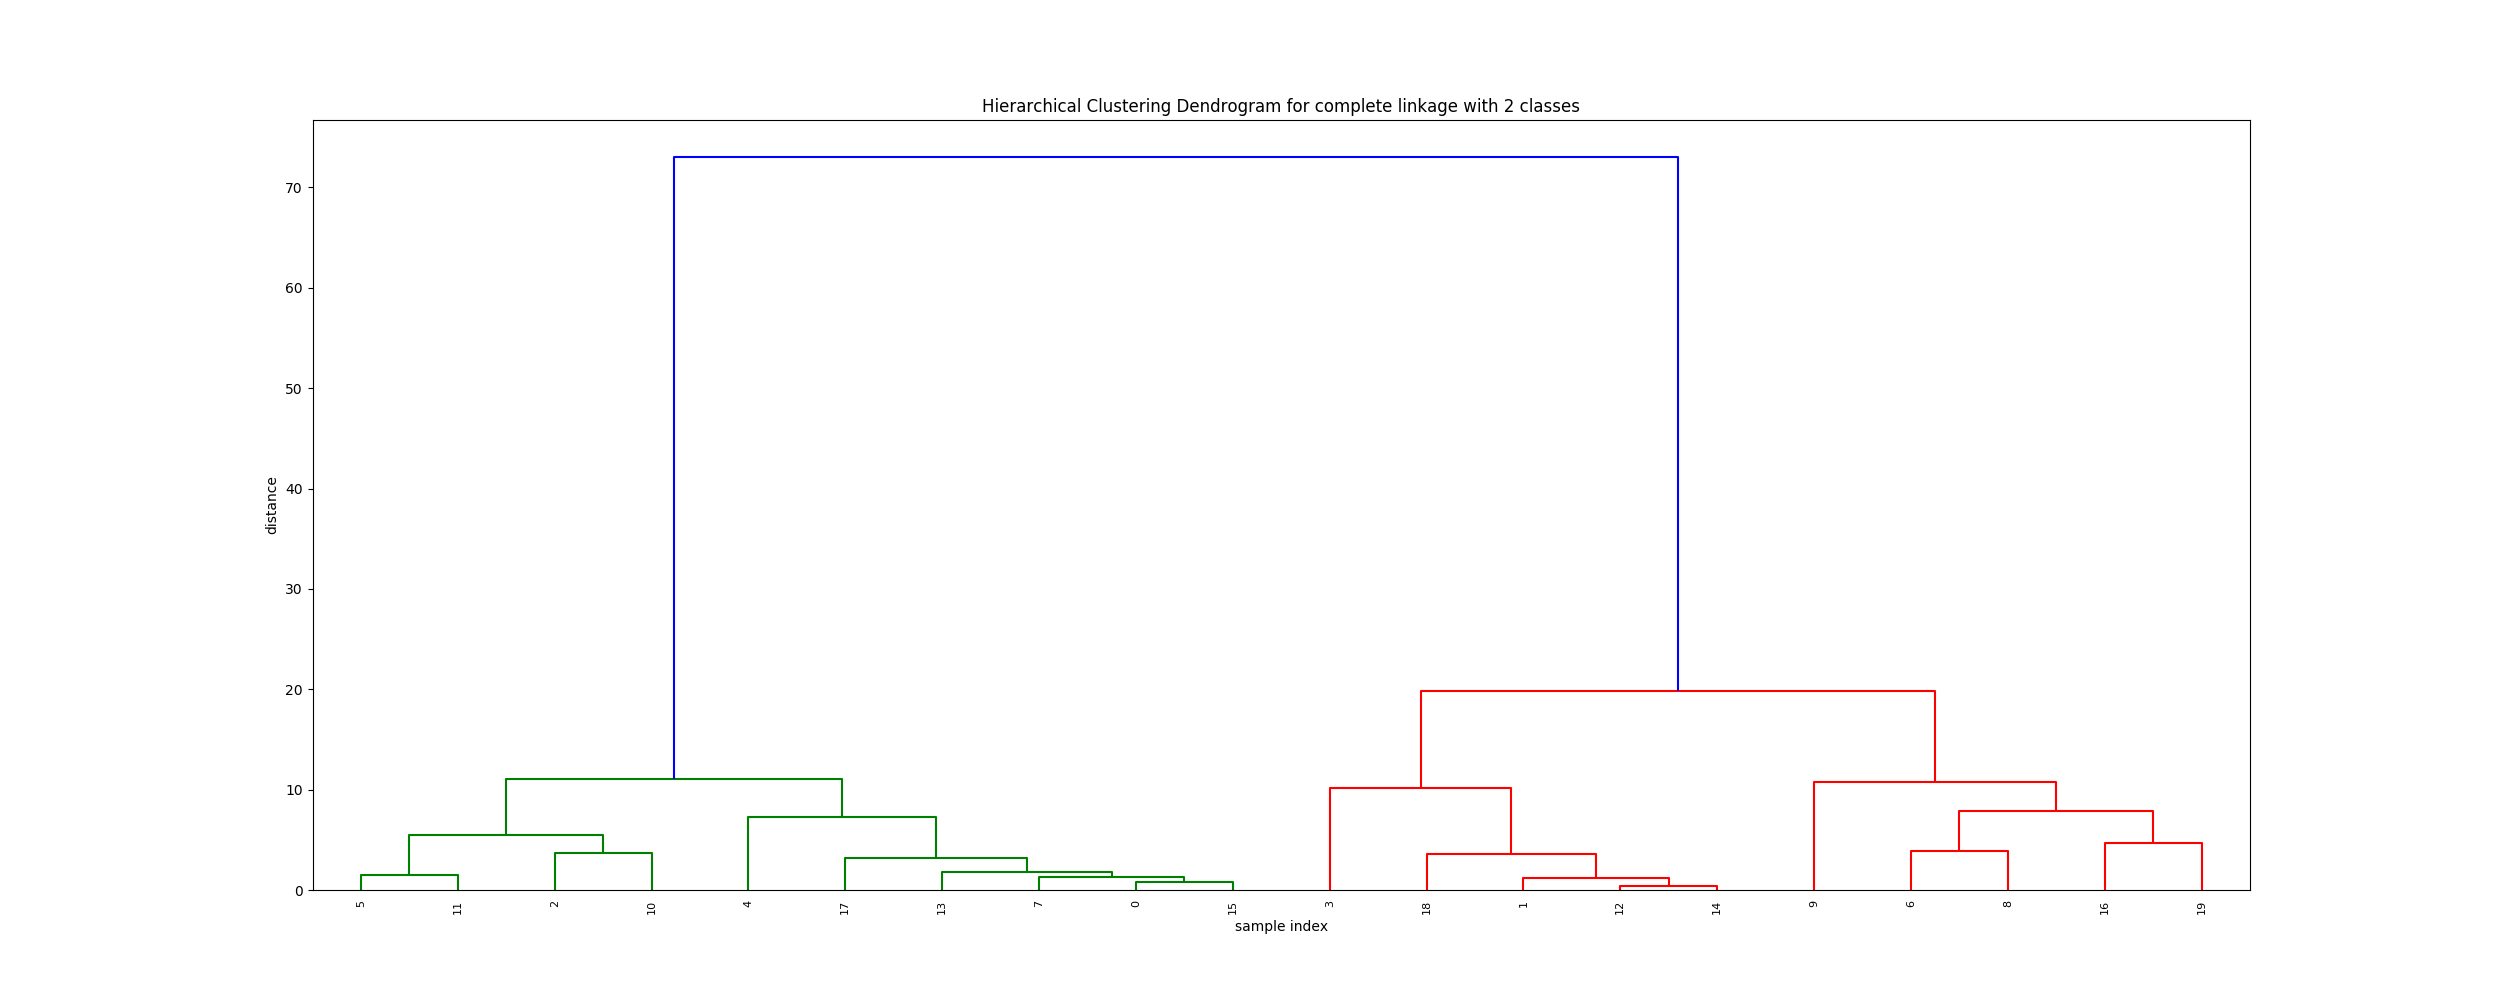 Hierarchical Clustering Dendrogram for complete linkage with 2 classes
70
60
50
40
30
20
10
0
distance
5 11 2 10 4 17 13 7 0 15 3 18 1 12 14 9 6 8 16 19
sample index